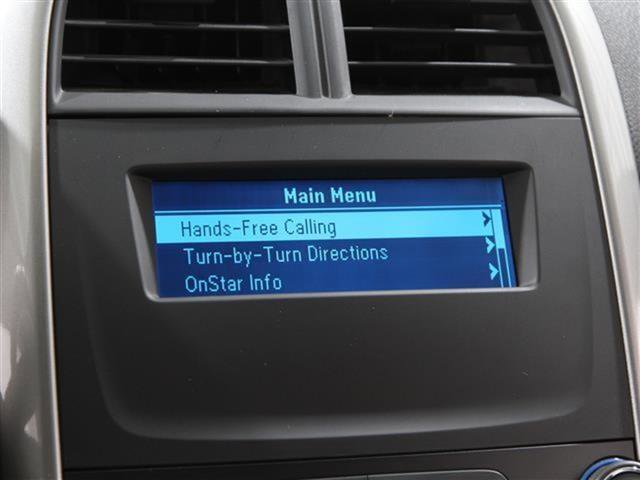 Main Menu
Hands-Free Calling
Turn-by-Turn Directions
OnStar Info